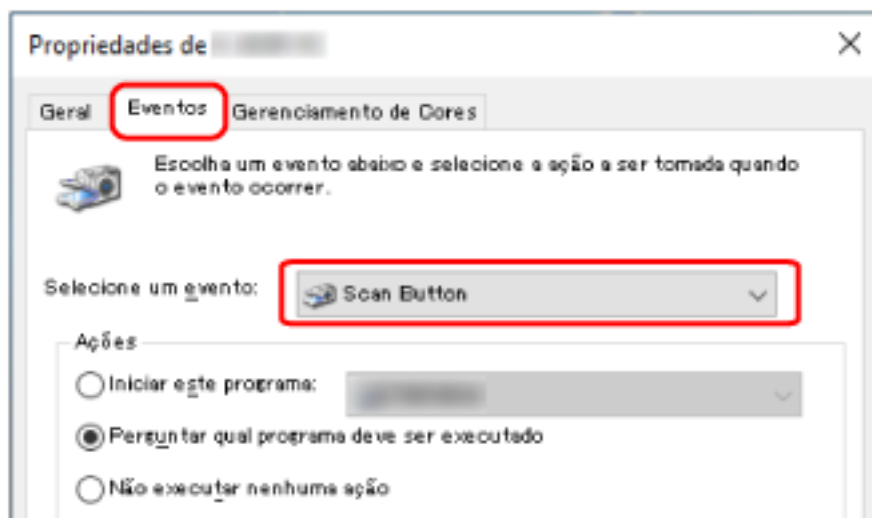 Propriedades de
Geral Eventos Gerenciamento de Cores
Escolha um evento abaixo e selecione a ação a ser tomada quando
o evento ocorrer.
Selecione um evento: Scan Button
Ações
Iniciar este programa:
Perguntar qual programa deve ser executado
Não executar nenhuma ação